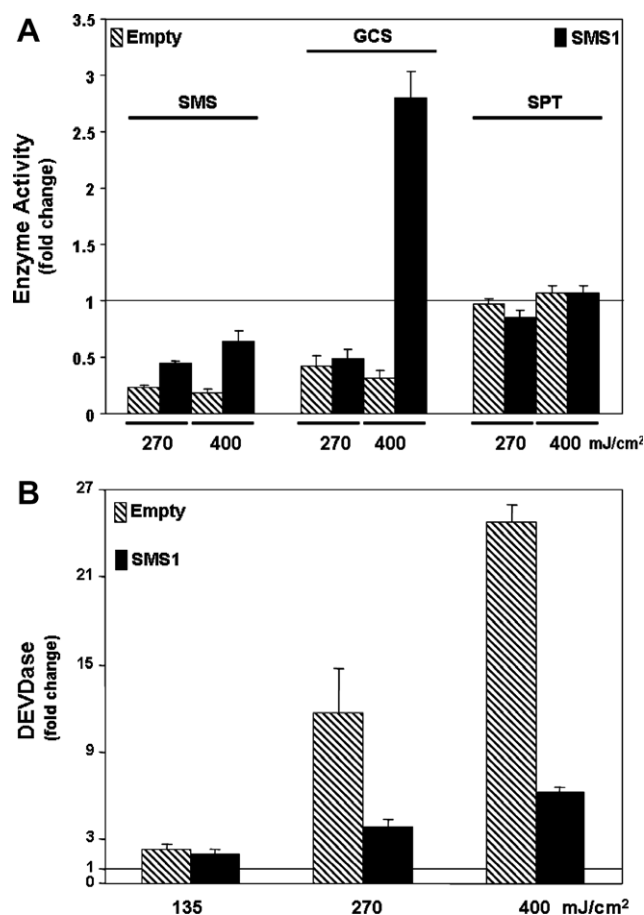 A
Empty
GCS
SMS1
SMS
SPT
Enzyme Activity
(fold change)
3.5
3
2.5
2
1.5
1
0.5
0
270 400 270 400 270 400 mJ/cm²
B
Empty
SMS1
DEVDase
(fold change)
27
21
15
9
3
1
0
135 270 400 mJ/cm²